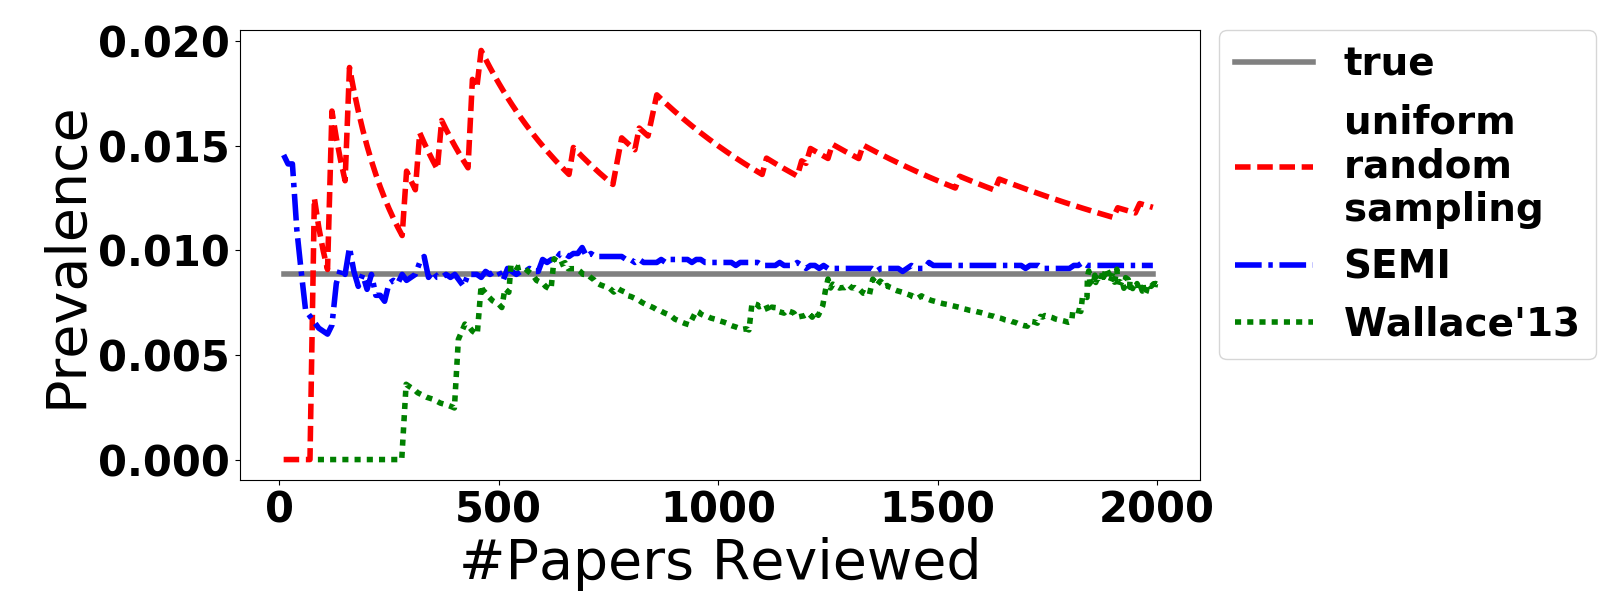 0.020
0.015
0.010
0.005
0.000
Prevalence
0
500
1000
1500
2000
#Papers Reviewed
true
uniform
random
sampling
SEMI
Wallace'13